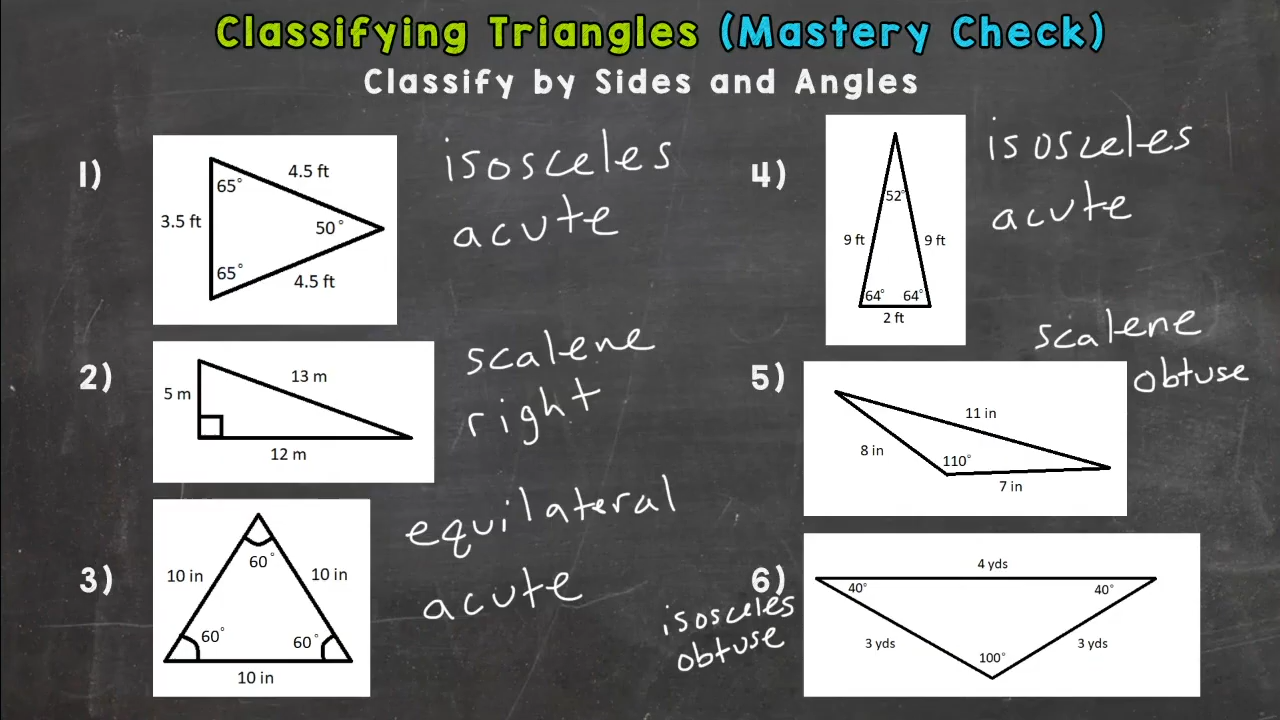 Classifying Triangles (Mastery Check)
Classify by Sides and Angles
1)
65°
4.5 ft
3.5 ft
50°
65°
4.5 ft
isosceles
acute
2)
5 m
13 m
12 m
scalene
right
3)
60°
10 in
10 in
60°
60°
10 in
equilateral
acute
4)
52°
9 ft
9 ft
64°
64°
2 ft
isosceles
acute
5)
11 in
8 in
110°
7 in
scalene
obtuse
6)
4 yds
40°
40°
3 yds
3 yds
100°
isosceles
obtuse